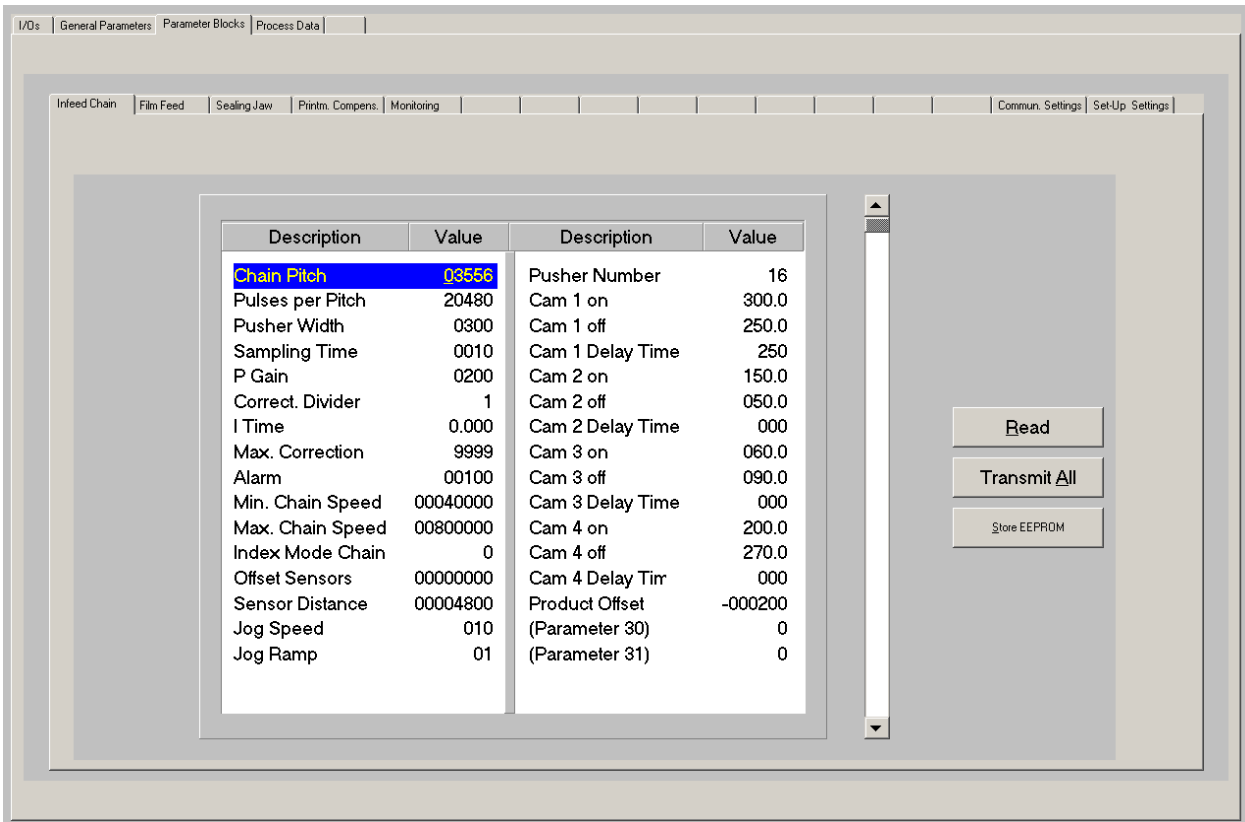 I/Os General Parameters Parameter Blocks Process Data
Infeed Chain Film Feed Sealing Jaw Printm. Compens. Monitoring Commun. Settings Set-Up Settings
Description Value Description Value
Chain Pitch 03556 Pusher Number 16
Pulses per Pitch 20480 Cam 1 on 300.0
Pusher Width 0300 Cam 1 off 250.0
Sampling Time 0010 Cam 1 Delay Time 250
P Gain 0200 Cam 2 on 150.0
Correct. Divider 1 Cam 2 off 050.0
I Time 0.000 Cam 2 Delay Time 000
Max. Correction 9999 Cam 3 on 060.0
Alarm 00100 Cam 3 off 090.0
Min. Chain Speed 00040000 Cam 3 Delay Time 000
Max. Chain Speed 00800000 Cam 4 on 200.0
Index Mode Chain 0 Cam 4 off 270.0
Offset Sensors 00000000 Cam 4 Delay Tim 000
Sensor Distance 00004800 Product Offset -000200
Jog Speed 010 (Parameter 30) 0
Jog Ramp 01 (Parameter 31) 0
Read
Transmit All
Store EEPROM